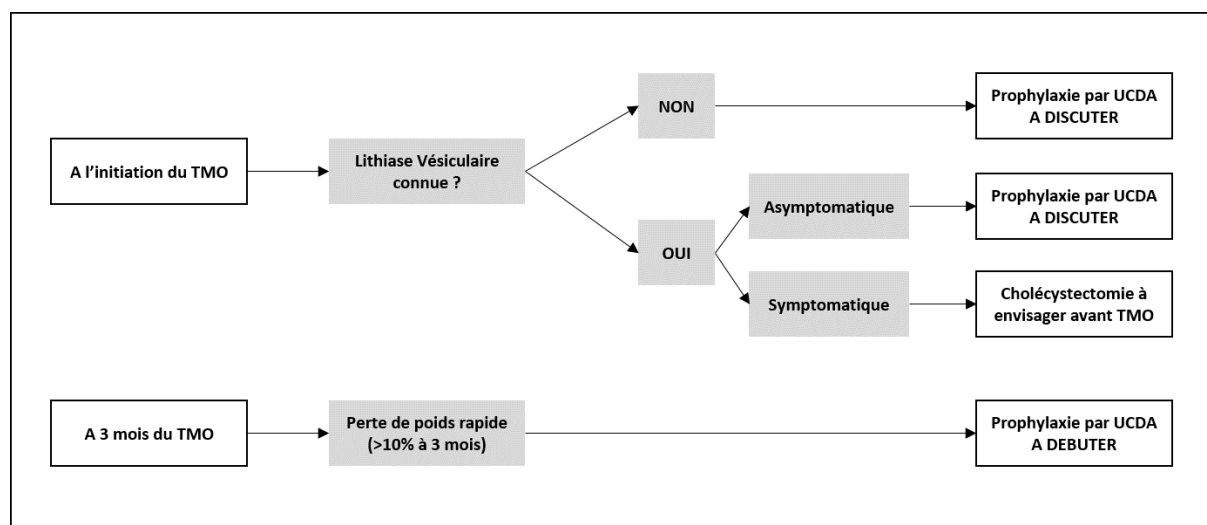 NON
Prophylaxie par UCDA
A DISCUTER
A l'initiation du TMO
Lithiase Vésiculaire
connue ?
Asymptomatique
Prophylaxie par UCDA
A DISCUTER
OUI
Symptomatique
Cholécystectomie à
envisager avant TMO
A 3 mois du TMO
Perte de poids rapide
(>10% à 3 mois)
Prophylaxie par UCDA
A DEBUTER